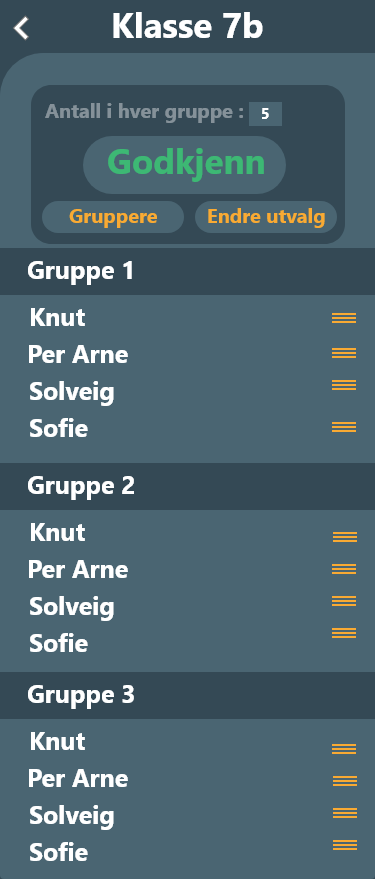 Klasse 7b
Antall i hver gruppe : 5
Godkjenn
Gruppere Endre utvalg
Gruppe 1
Knut
Per Arne
Solveig
Sofie
Gruppe 2
Knut
Per Arne
Solveig
Sofie
Gruppe 3
Knut
Per Arne
Solveig
Sofie